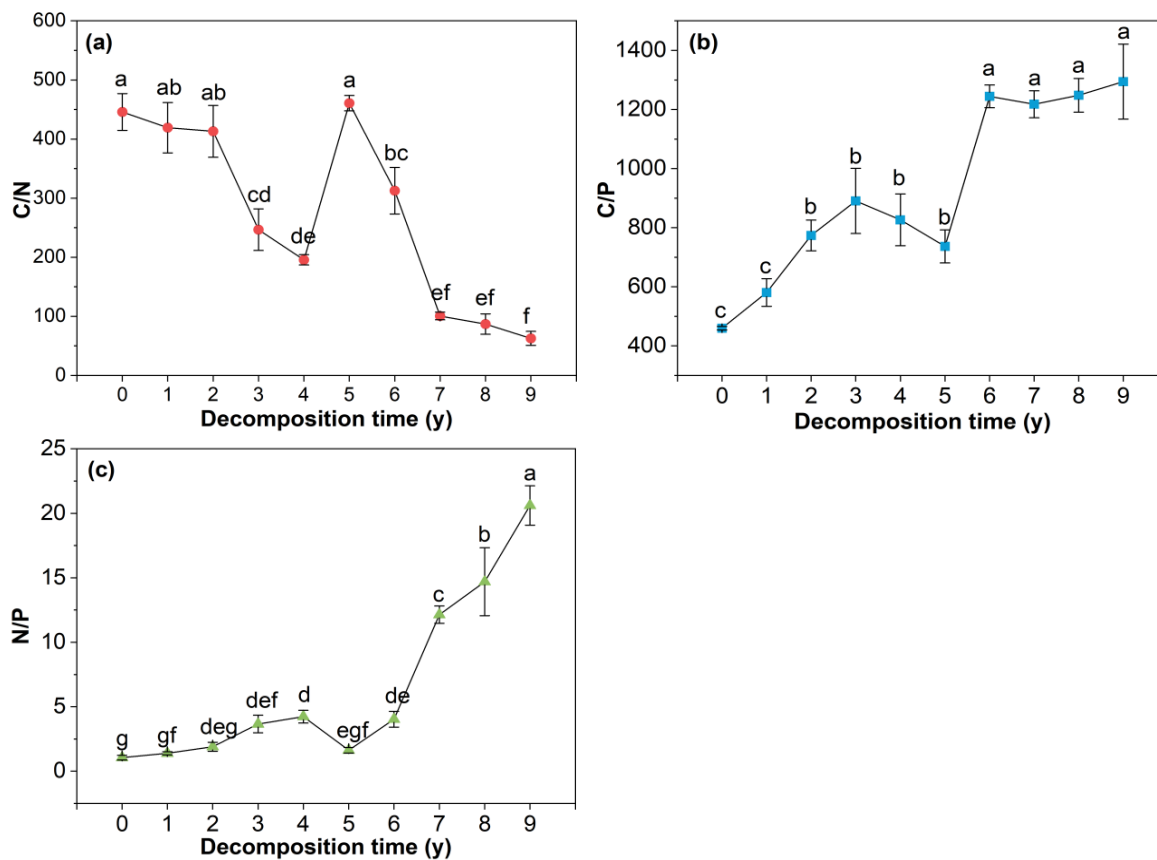 (a)
C/N
600
500
400
300
200
100
0
a
ab
ab
cd
de
a
bc
ef
ef
f
0 1 2 3 4 5 6 7 8 9
Decomposition time (y)
(b)
C/P
1400
1200
1000
800
600
400
c
c
b
b
b
b
a
a
a
a
0 1 2 3 4 5 6 7 8 9
Decomposition time (y)
(c)
N/P
25
20
15
10
5
0
g
gf
deg
def
d
egf
de
c
b
a
0 1 2 3 4 5 6 7 8 9
Decomposition time (y)